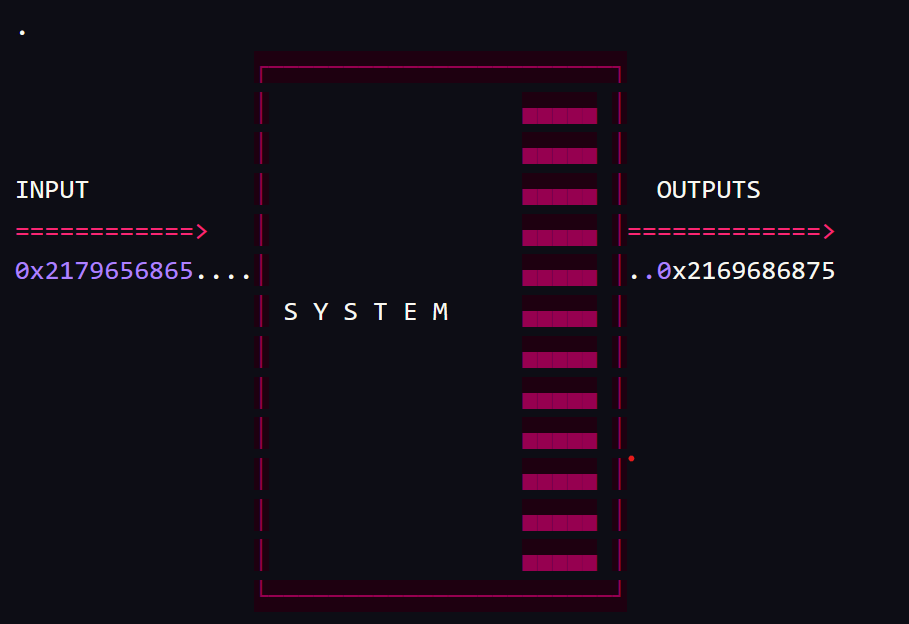 .
INPUT OUTPUTS
============> =============>
0x2179656865.... ..0x2169686875
S Y S T E M